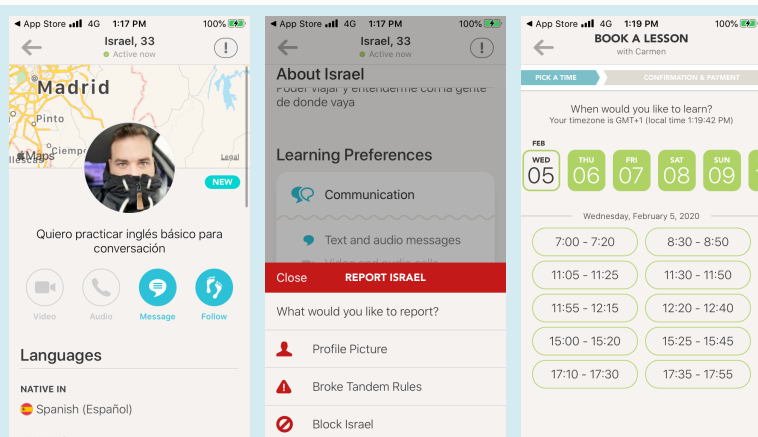 App Store 4G 1:17 PM 100%
Israel, 33
Active now
Madrid
Pinto
Ciemp
Maps
Legal
NEW
Quiero practicar inglés básico para
conversación
Video Audio Message Follow
Languages
NATIVE IN
Spanish (Español)
App Store 4G 1:17 PM 100%
Israel, 33
Active now
About Israel
Poder viajar y entenderme con la gente
de donde vaya
Learning Preferences
Communication
Text and audio messages
Video and audio calls
Close REPORT ISRAEL
What would you like to report?
Profile Picture
Broke Tandem Rules
Block Israel
App Store 4G 1:19 PM 100%
BOOK A LESSON
with Carmen
PICK A TIME CONFIRMATION & PAYMENT
When would you like to learn?
Your timezone is GMT+1 (local time 1:19:42 PM)
FEB
WED THU FRI SAT SUN
05 06 07 08 09
Wednesday, February 5, 2020
7:00 - 7:20 8:30 - 8:50
11:05 - 11:25 11:30 - 11:50
11:55 - 12:15 12:20 - 12:40
15:00 - 15:20 15:25 - 15:45
17:10 - 17:30 17:35 - 17:55